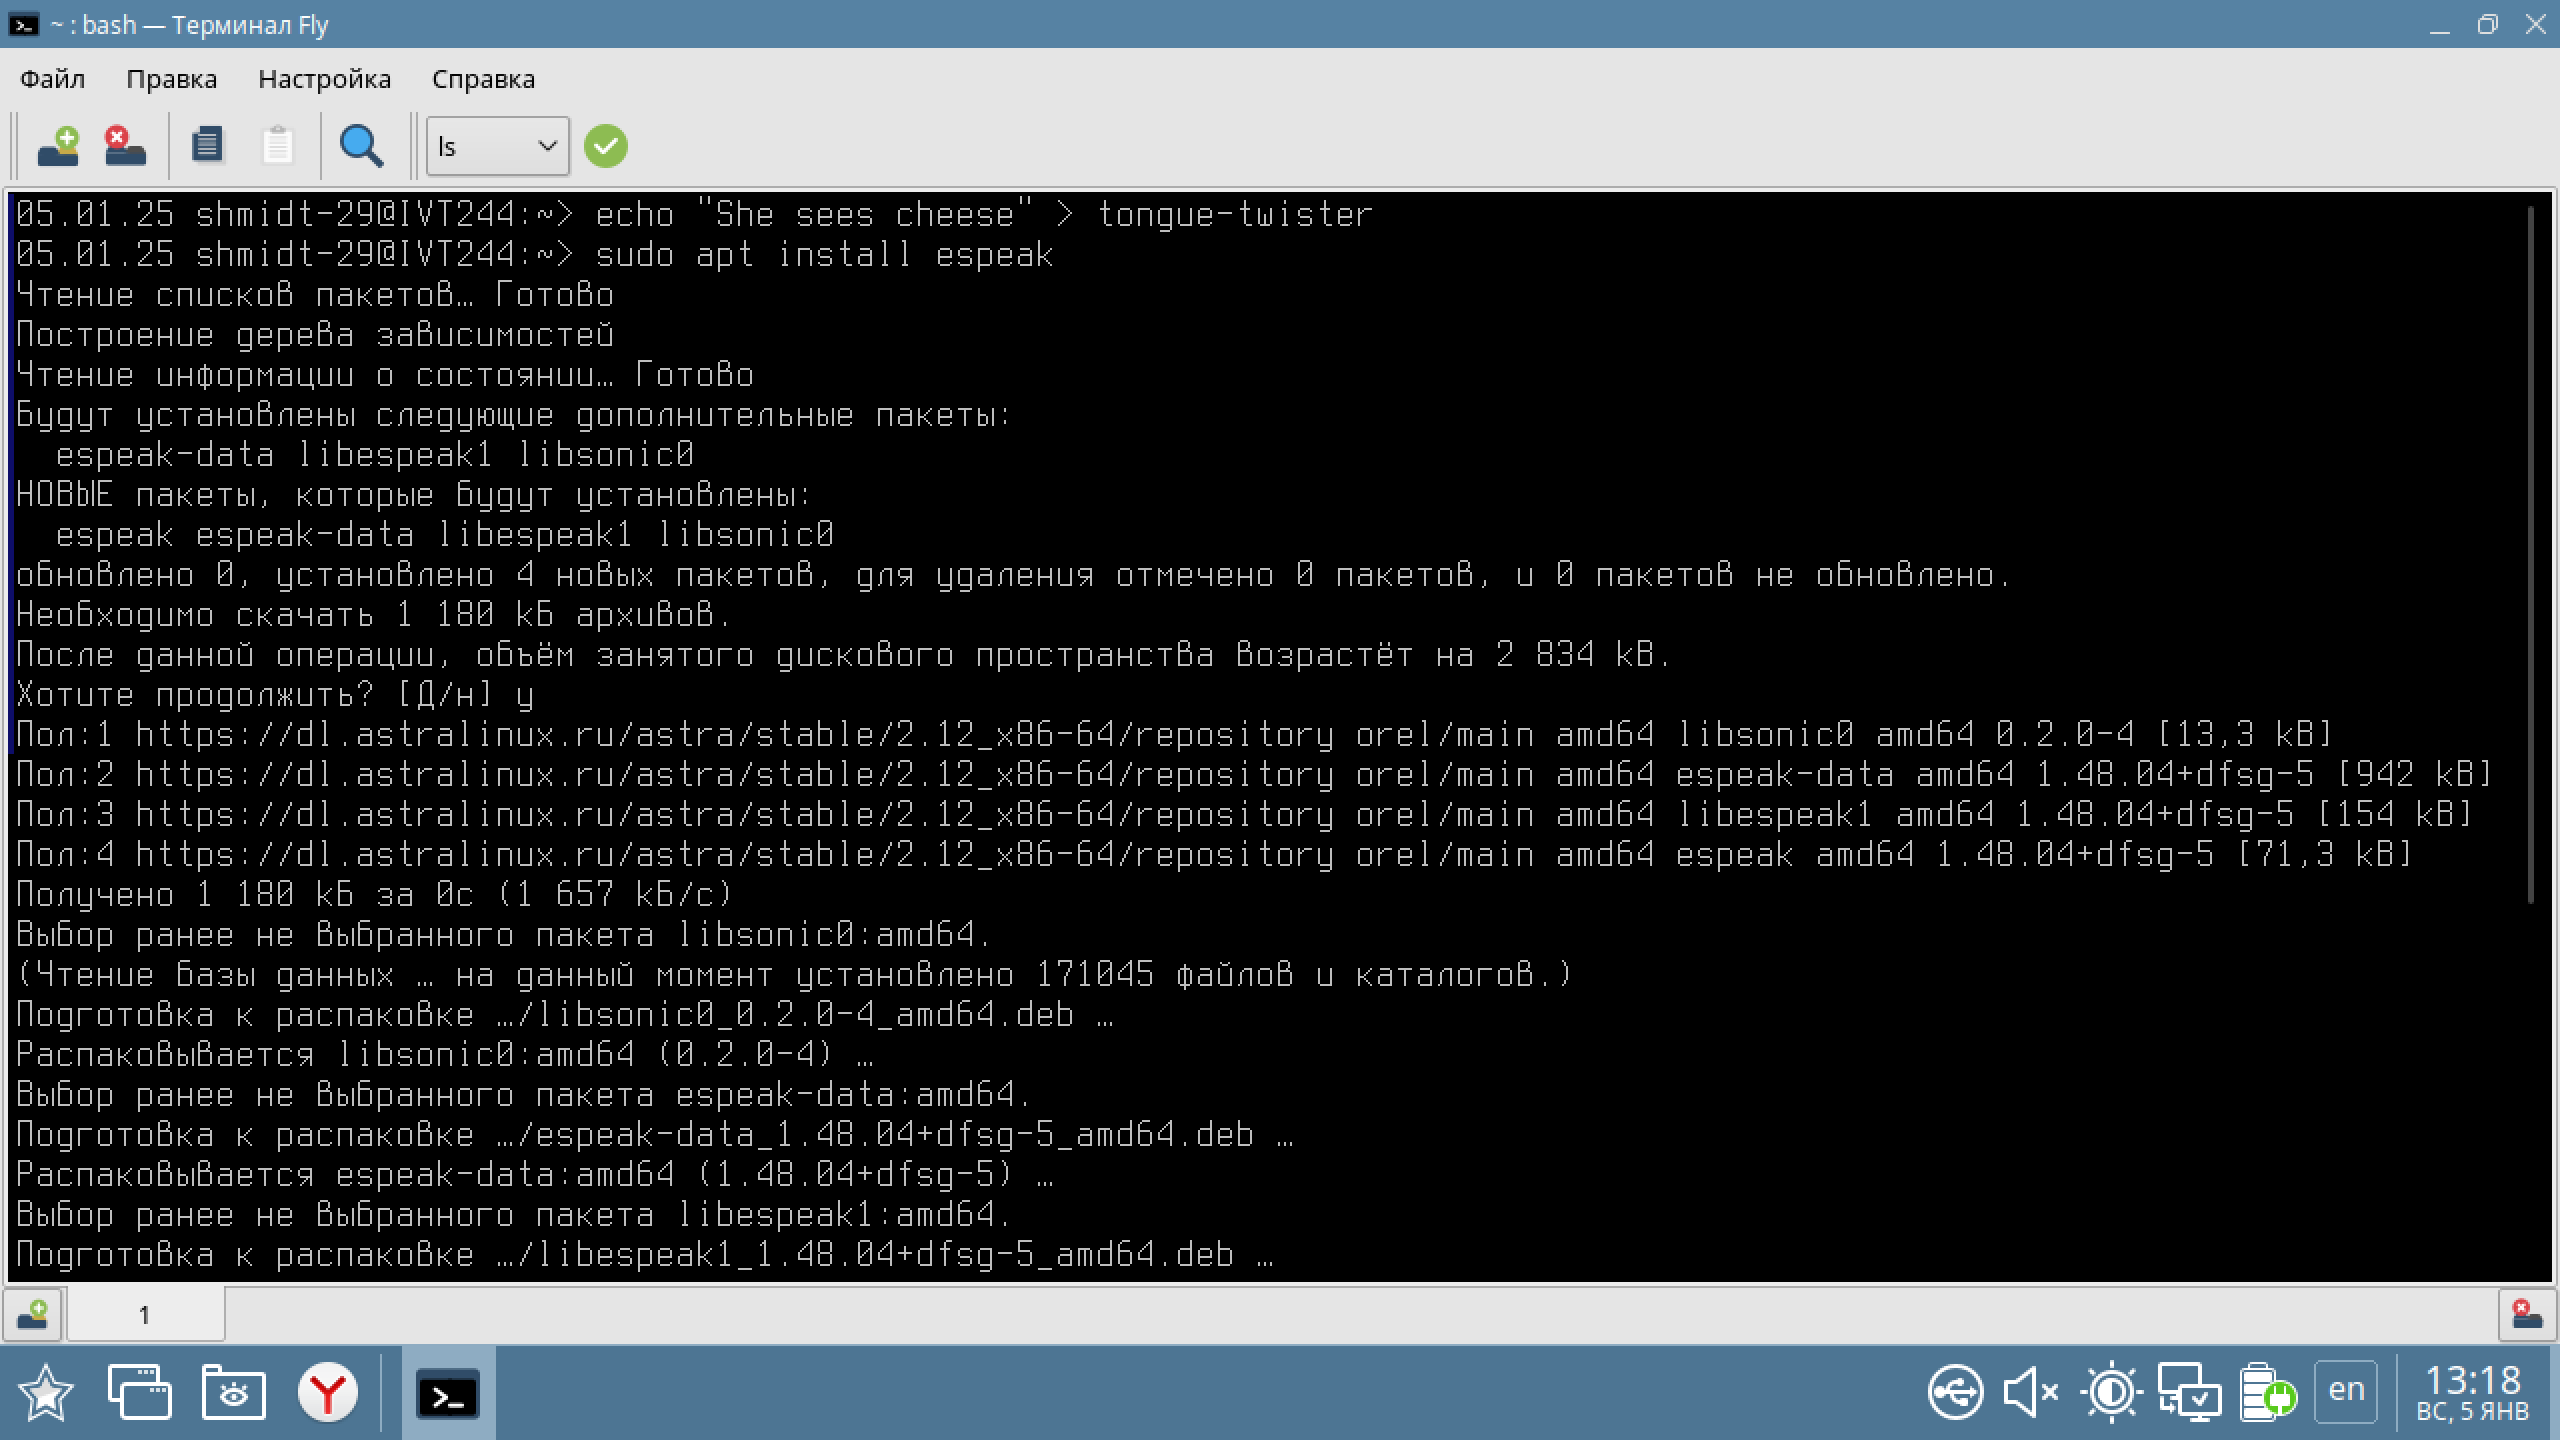 ~ : bash — Терминал Fly
Файл Правка Настройка Справка
ls
05.01.25 shmidt-29@IVT244:~> echo "She sees cheese" > tongue-twister
05.01.25 shmidt-29@IVT244:~> sudo apt install espeak
Чтение списков пакетов… Готово
Построение дерева зависимостей
Чтение информации о состоянии… Готово
Будут установлены следующие дополнительные пакеты:
  espeak-data libespeak1 libsonic0
НОВЫЕ пакеты, которые будут установлены:
  espeak espeak-data libespeak1 libsonic0
обновлено 0, установлено 4 новых пакетов, для удаления отмечено 0 пакетов, и 0 пакетов не обновлено.
Необходимо скачать 1 180 kБ архивов.
После данной операции, объём занятого дискового пространства возрастёт на 2 834 kB.
Хотите продолжить? [Д/н] y
Пол:1 https://dl.astralinux.ru/astra/stable/2.12_x86-64/repository orel/main amd64 libsonic0 amd64 0.2.0-4 [13,3 kB]
Пол:2 https://dl.astralinux.ru/astra/stable/2.12_x86-64/repository orel/main amd64 espeak-data amd64 1.48.04+dfsg-5 [942 kB]
Пол:3 https://dl.astralinux.ru/astra/stable/2.12_x86-64/repository orel/main amd64 libespeak1 amd64 1.48.04+dfsg-5 [154 kB]
Пол:4 https://dl.astralinux.ru/astra/stable/2.12_x86-64/repository orel/main amd64 espeak amd64 1.48.04+dfsg-5 [71,3 kB]
Получено 1 180 kБ за 0с (1 657 kБ/c)
Выбор ранее не выбранного пакета libsonic0:amd64.
(Чтение базы данных … на данный момент установлено 171045 файлов и каталогов.)
Подготовка к распаковке …/libsonic0_0.2.0-4_amd64.deb …
Распаковывается libsonic0:amd64 (0.2.0-4) …
Выбор ранее не выбранного пакета espeak-data:amd64.
Подготовка к распаковке …/espeak-data_1.48.04+dfsg-5_amd64.deb …
Распаковывается espeak-data:amd64 (1.48.04+dfsg-5) …
Выбор ранее не выбранного пакета libespeak1:amd64.
Подготовка к распаковке …/libespeak1_1.48.04+dfsg-5_amd64.deb …
1
en
13:18
ВС, 5 ЯНВ